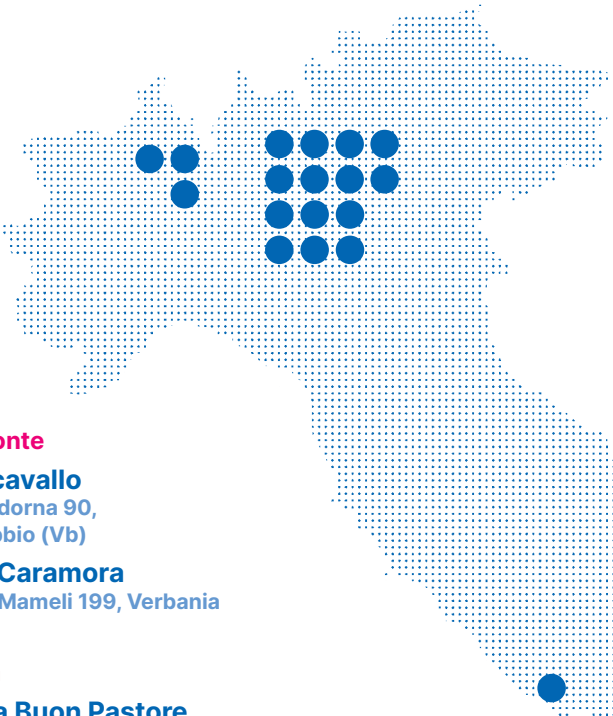 onte
cavallo
dorna 90,
bio (Vb)
Caramora
Mameli 199, Verbania
a Buon Pastore